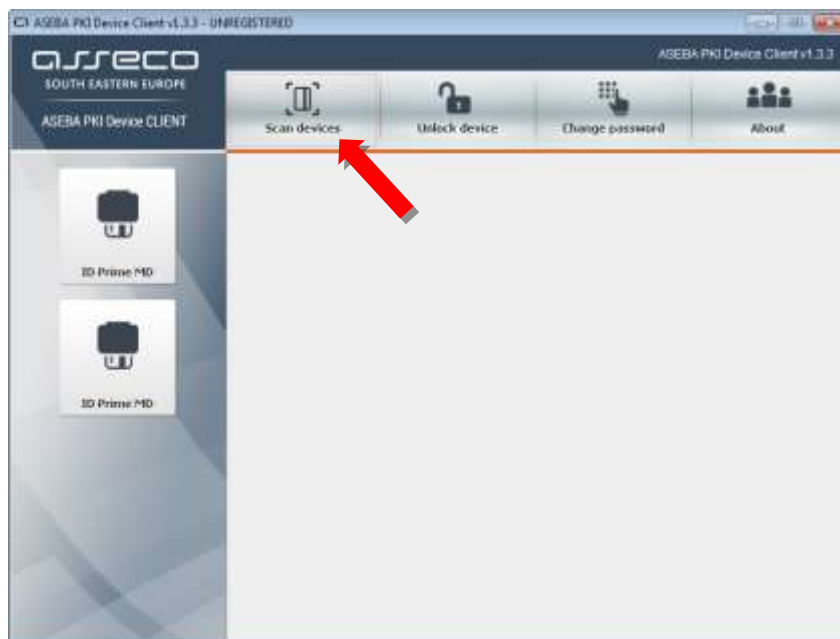 ASEBA PKI Device Client v1.3.3 - UNREGISTERED
asseco
SOUTH EASTERN EUROPE
ASEBA PKI Device CLIENT
ASEBA PKI Device Client v1.3.3
Scan devices
Unlock device
Change password
About
ID Prime MD
ID Prime MD